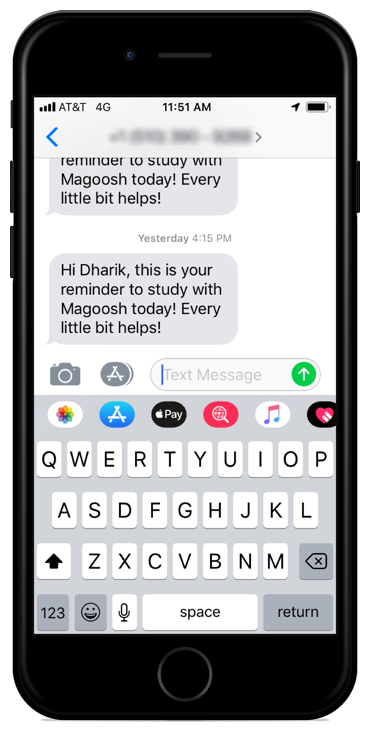 AT&T 4G 11:51 AM
reminder to study with
Magoosh today! Every
little bit helps!
Yesterday 4:15 PM
Hi Dharik, this is your
reminder to study with
Magoosh today! Every
little bit helps!
Text Message
Pay
Q W E R T Y U I O P
A S D F G H J K L
Z X C V B N M
123 space return